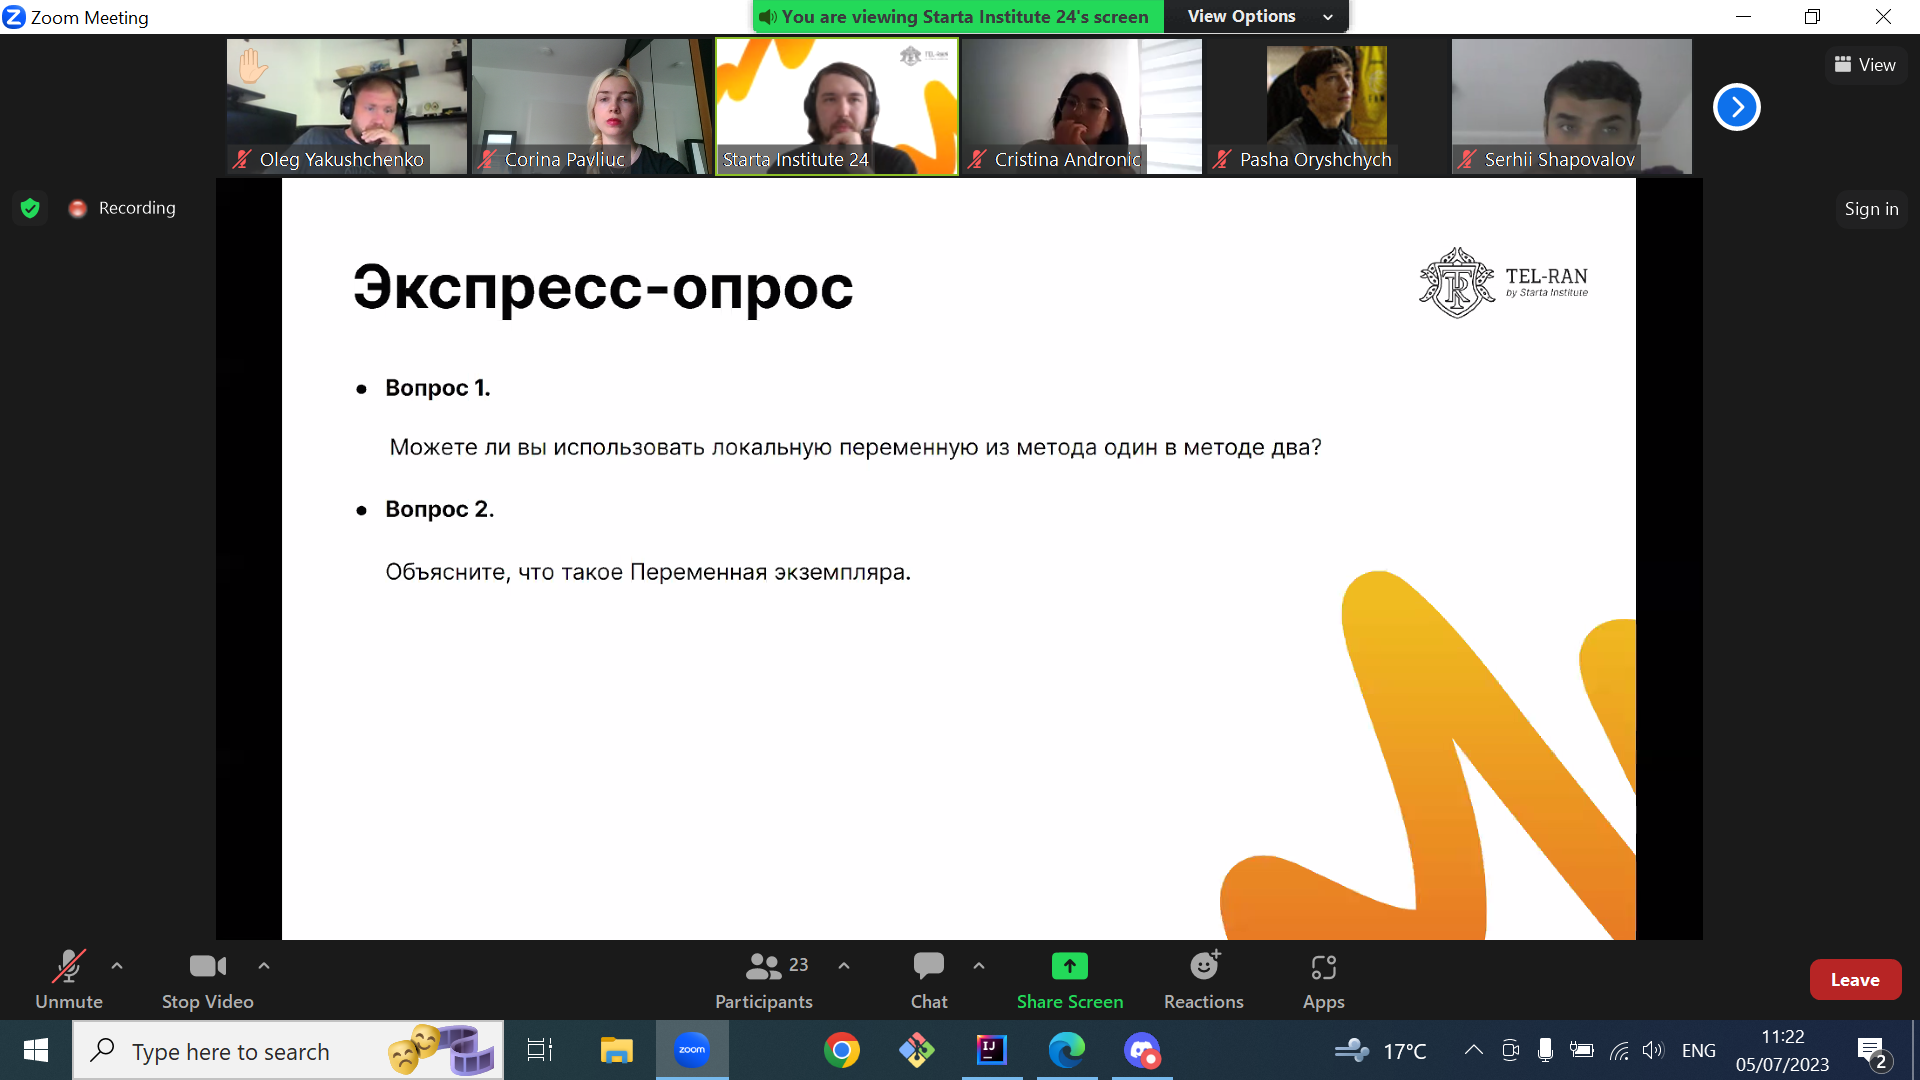 Zoom Meeting
You are viewing Starta Institute 24's screen
View Options
Oleg Yakushchenko
Corina Pavliuc
Starta Institute 24
Cristina Andronic
Pasha Oryshchych
Serhii Shapovalov
View
Recording
Sign in
Экспресс-опрос
TEL-RAN
by Starta Institute
• Вопрос 1.
Можете ли вы использовать локальную переменную из метода один в методе два?
• Вопрос 2.
Объясните, что такое Переменная экземпляра.
Unmute
Stop Video
23
Participants
Chat
Share Screen
Reactions
Apps
Leave
Type here to search
zoom
IJ
17°C
ENG
11:22
05/07/2023
2